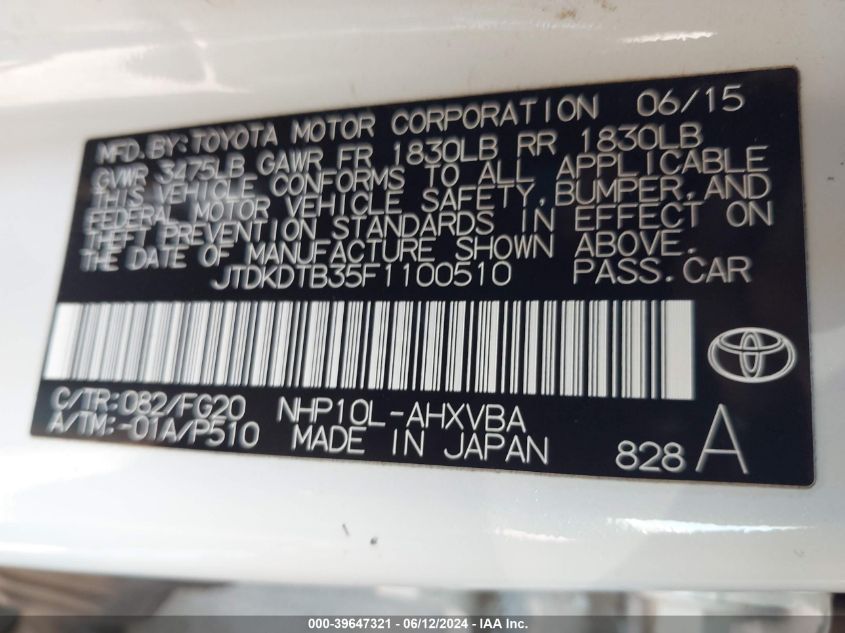 MFD. BY: TOYOTA MOTOR CORPORATION 06/15
GVWR 3475LB GAWR FR 1830LB RR 1830LB
THIS VEHICLE CONFORMS TO ALL APPLICABLE
FEDERAL MOTOR VEHICLE SAFETY, BUMPER, AND
THEFT PREVENTION STANDARDS IN EFFECT ON
THE DATE OF MANUFACTURE SHOWN ABOVE.
JTDKDTB35F1100510 PASS. CAR
C/TR: 082/FG20 NHP10L-AHXVBA
A/TM: -01A/P510 MADE IN JAPAN 828 A
000-39647321 - 06/12/2024 - IAA Inc.